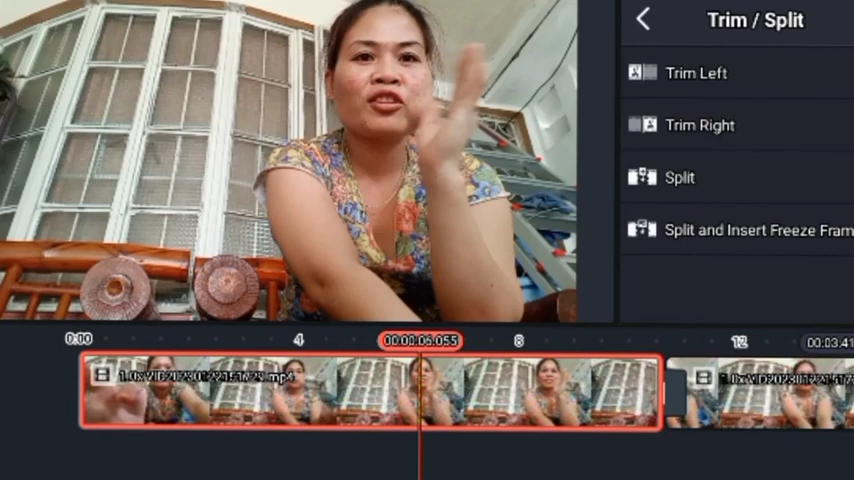 Trim / Split
Trim Left
Trim Right
Split
Split and Insert Freeze Fram
0:00
4
00:00:06.055
8
12
00:03.41